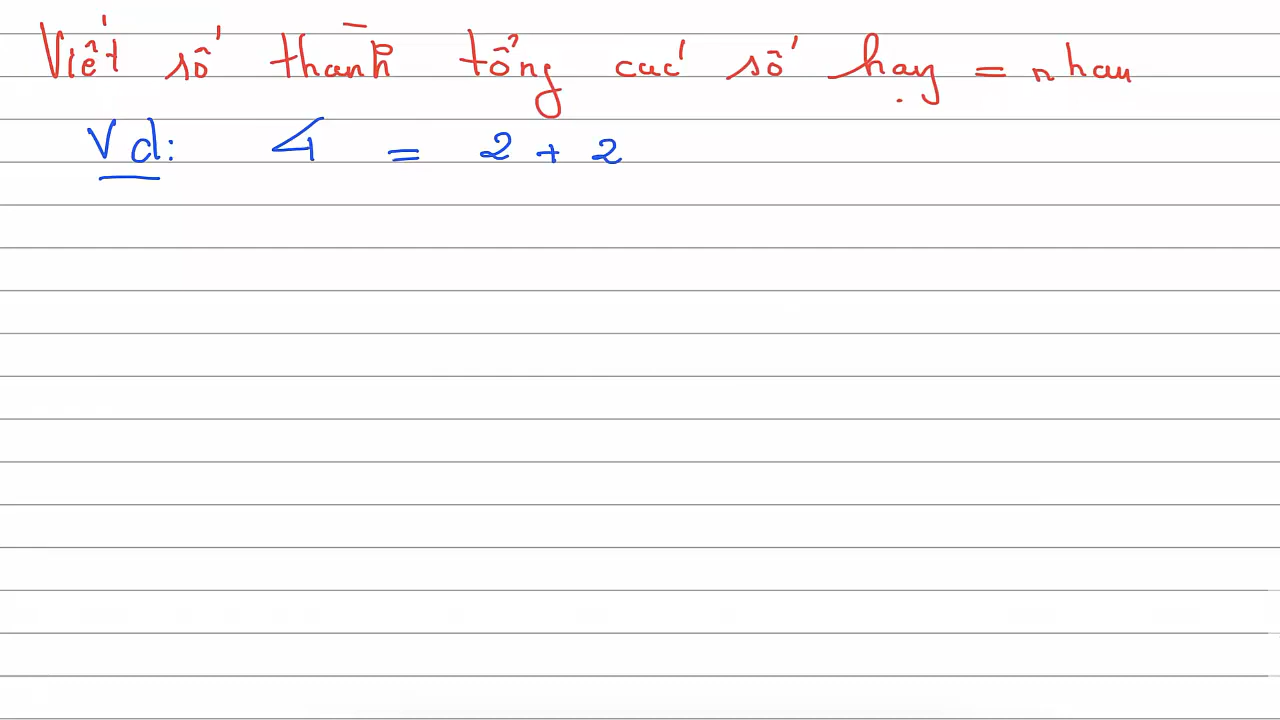 Viết số thành tổng các số hạng = nhau
Vd: 4 = 2 + 2